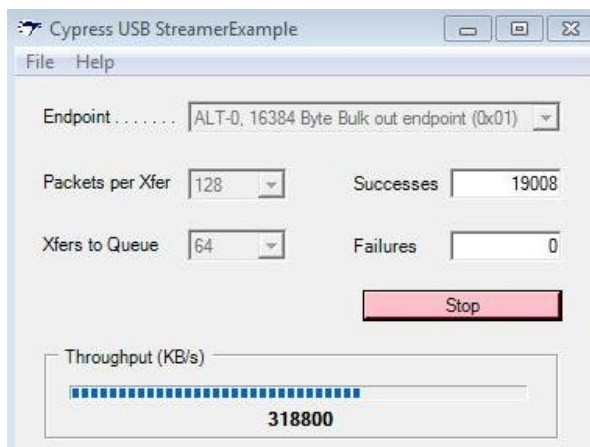 Cypress USB StreamerExample
File Help
Endpoint . . . . . . . ALT-0, 16384 Byte Bulk out endpoint (0x01)
Packets per Xfer 128 Successes 19008
Xfers to Queue 64 Failures 0
Stop
Throughput (KB/s)
318800